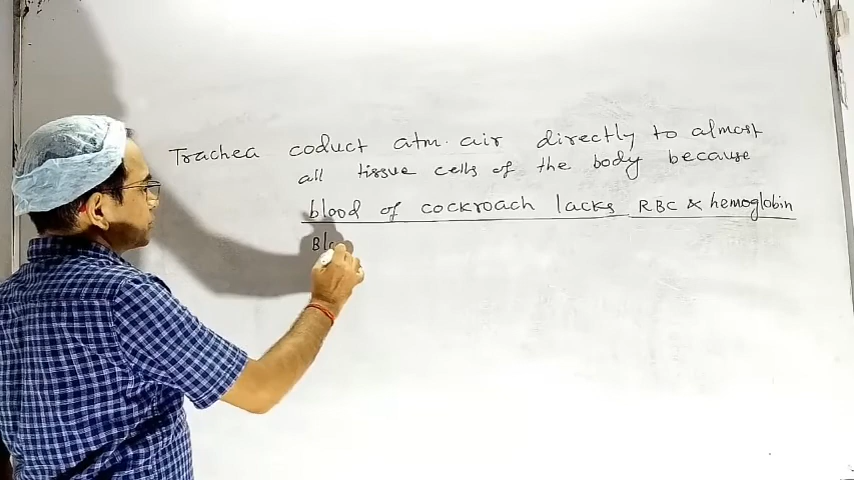 Trachea coduct atm. air directly to almost
all tissue cells of the body because
blood of cockroach lacks RBC & hemoglobin
Blo